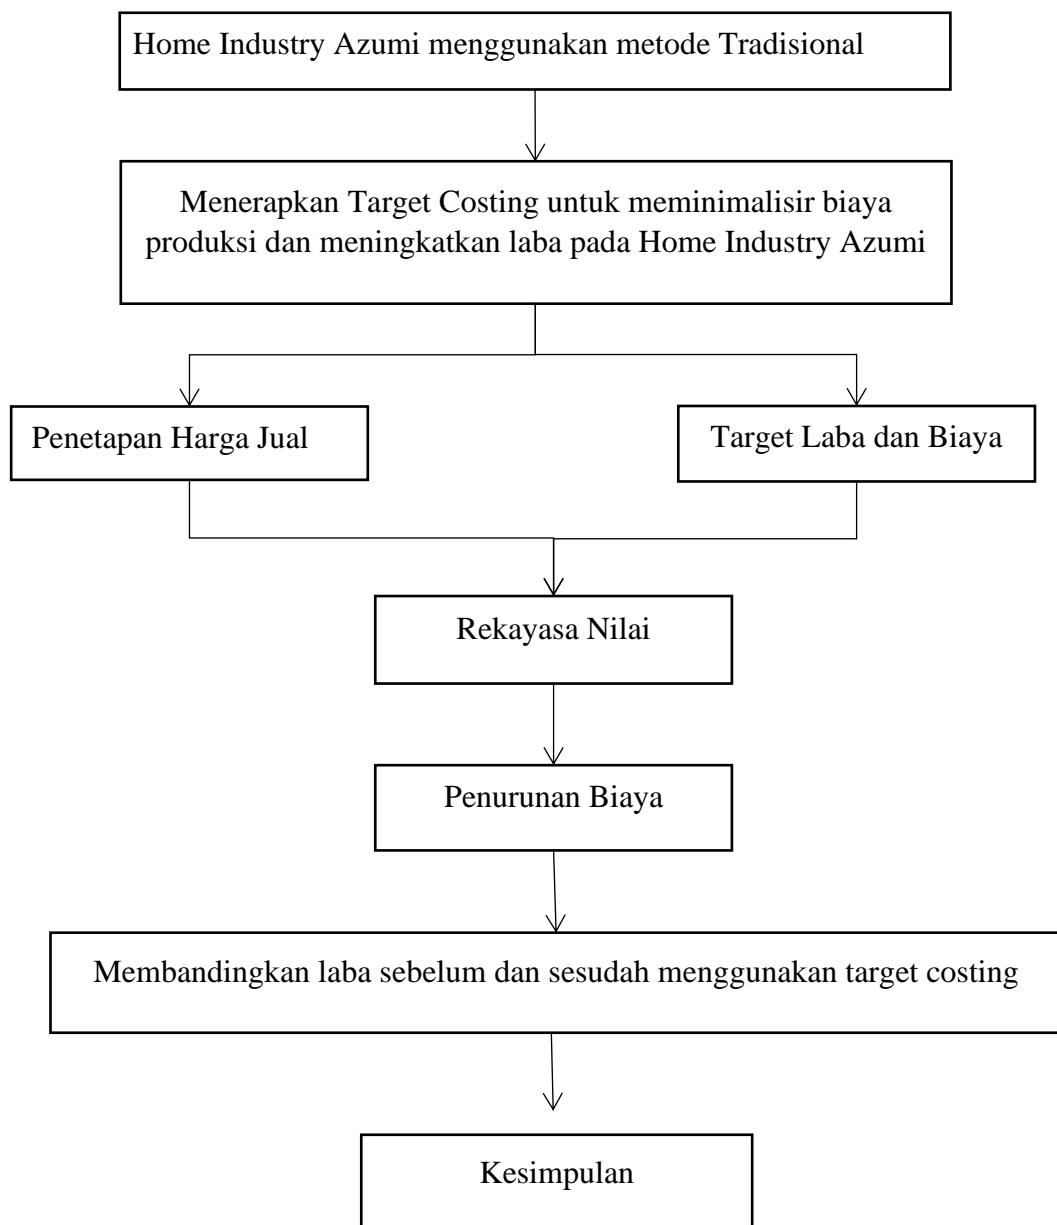 Home Industry Azumi menggunakan metode Tradisional
Menerapkan Target Costing untuk meminimalisir biaya
produksi dan meningkatkan laba pada Home Industry Azumi
Penetapan Harga Jual
Target Laba dan Biaya
Rekayasa Nilai
Penurunan Biaya
Membandingkan laba sebelum dan sesudah menggunakan target costing
Kesimpulan